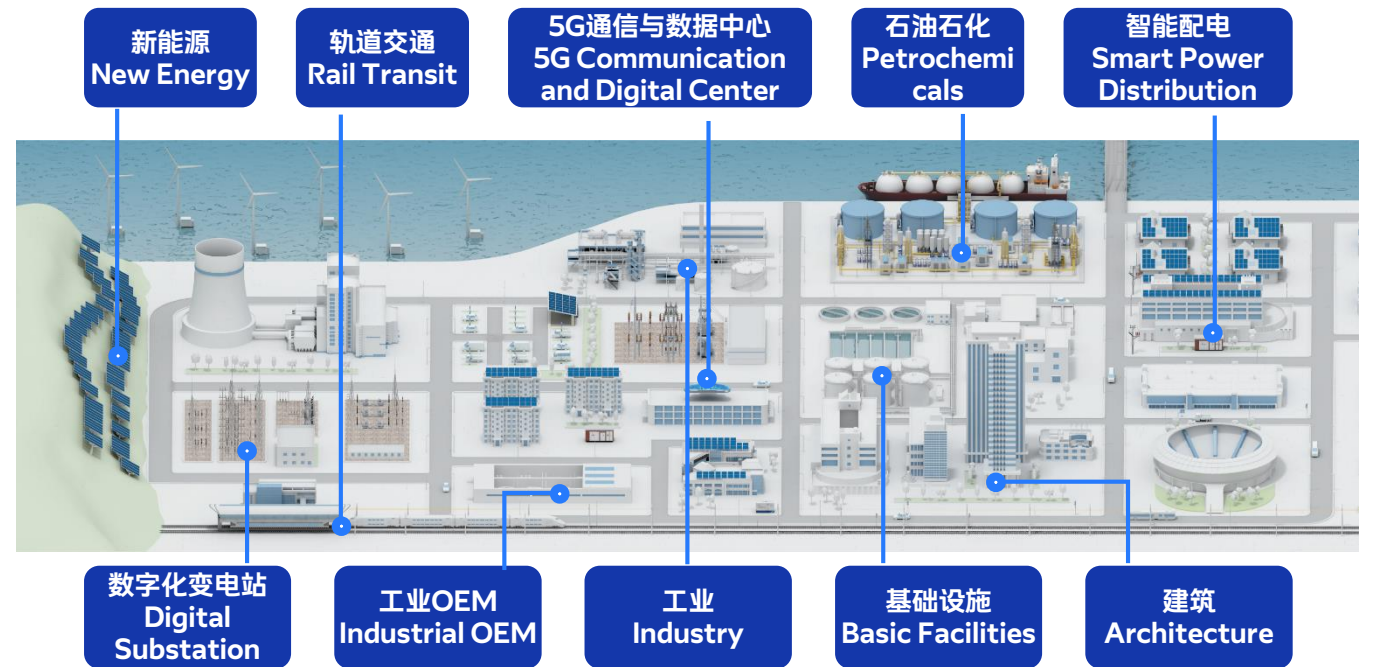 新能源
New Energy
轨道交通
Rail Transit
5G通信与数据中心
5G Communication
and Digital Center
石油石化
Petrochemi
cals
智能配电
Smart Power
Distribution
数字化变电站
Digital
Substation
工业OEM
Industrial OEM
工业
Industry
基础设施
Basic Facilities
建筑
Architecture